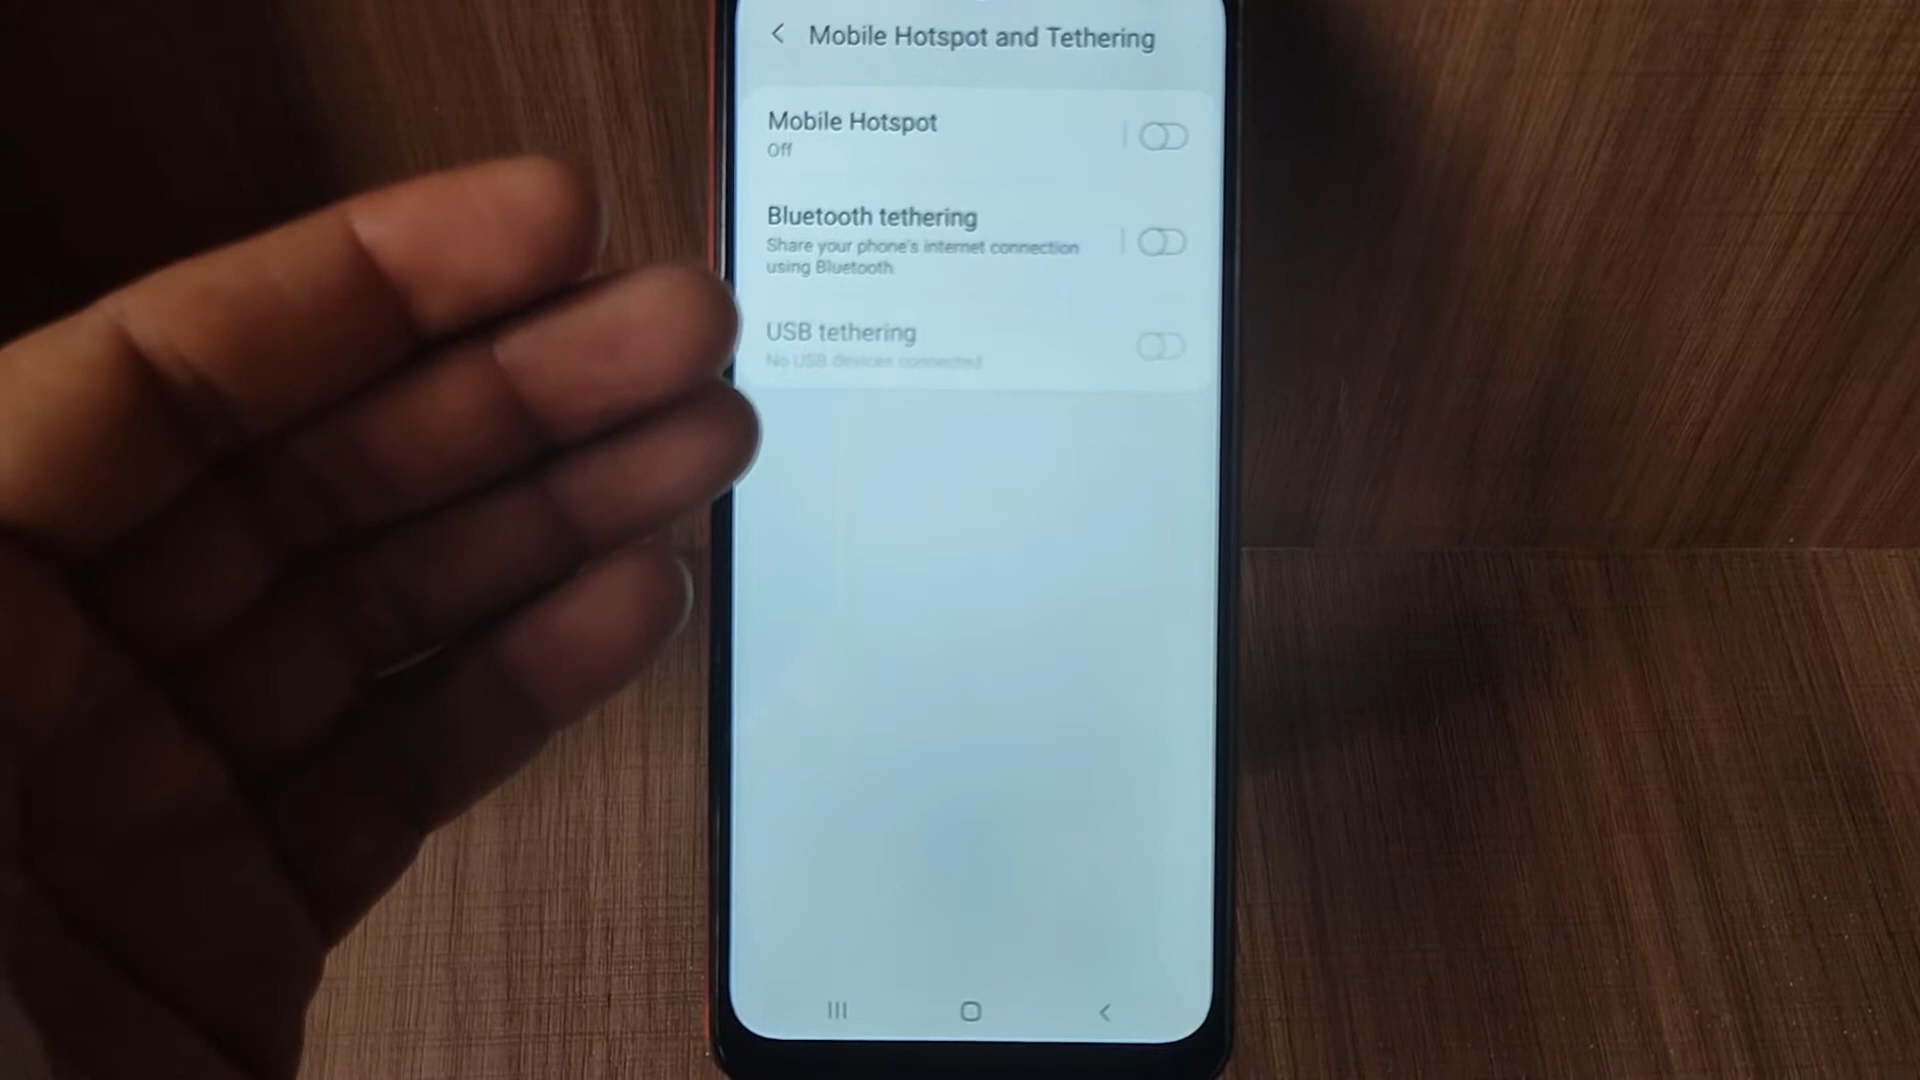 Mobile Hotspot and Tethering
Mobile Hotspot
Off
Bluetooth tethering
Share your phone's internet connection
using Bluetooth
USB tethering
No USB devices connected